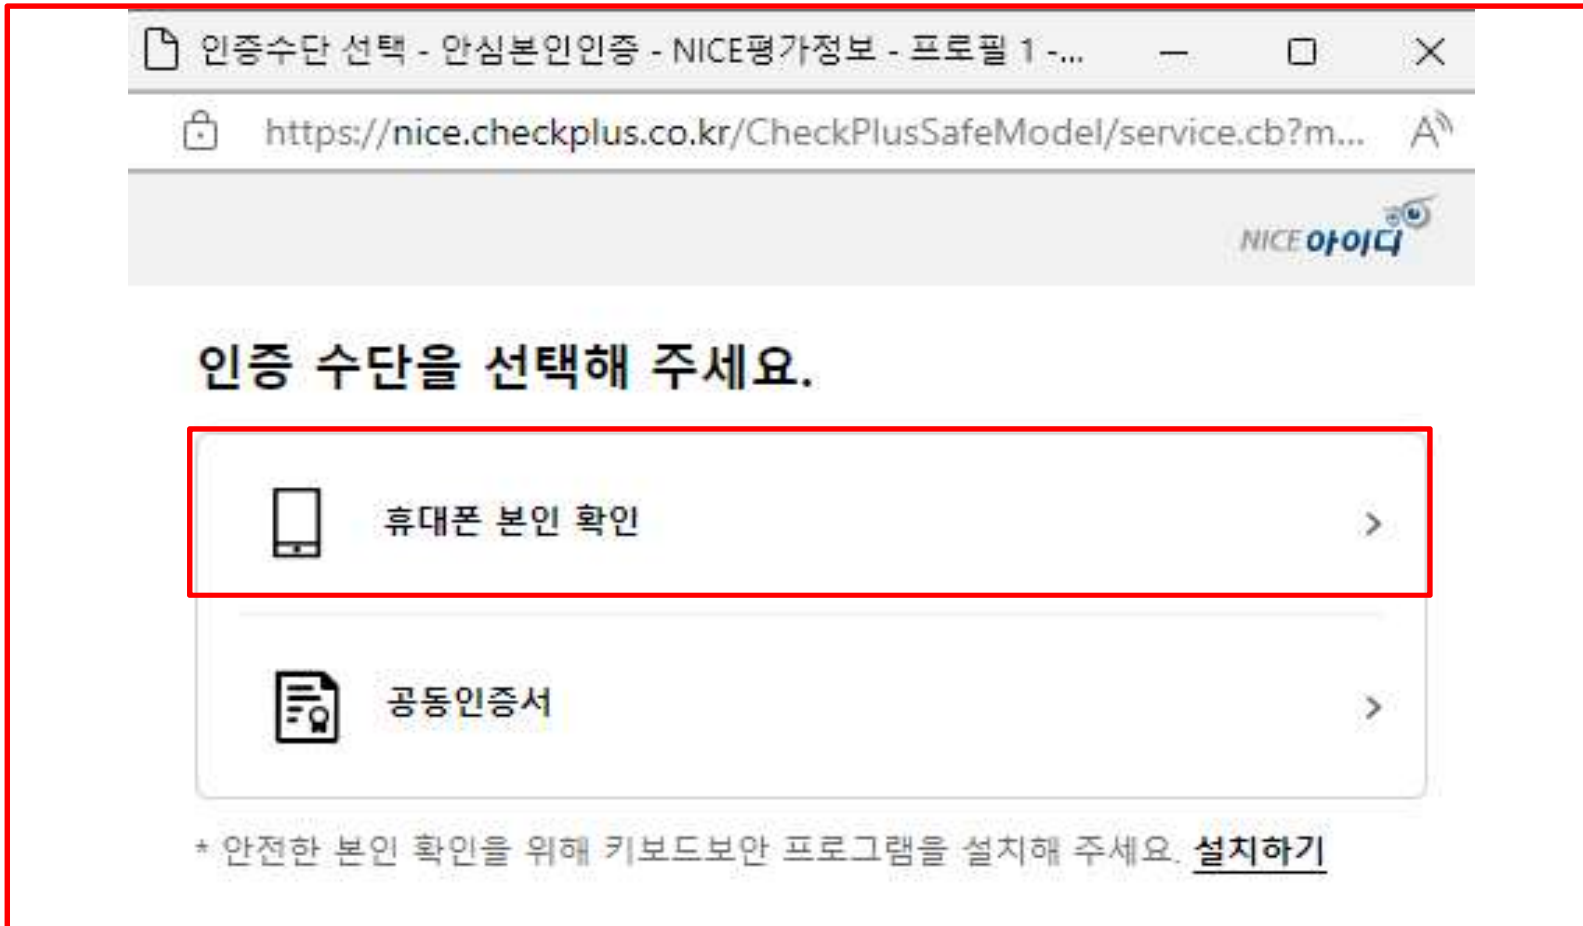 인증수단 선택 - 안심본인인증 - NICE평가정보 - 프로필 1 -...
https://nice.checkplus.co.kr/CheckPlusSafeModel/service.cb?m...
NICE 아이디
인증 수단을 선택해 주세요.
휴대폰 본인 확인
공동인증서
* 안전한 본인 확인을 위해 키보드보안 프로그램을 설치해 주세요. 설치하기